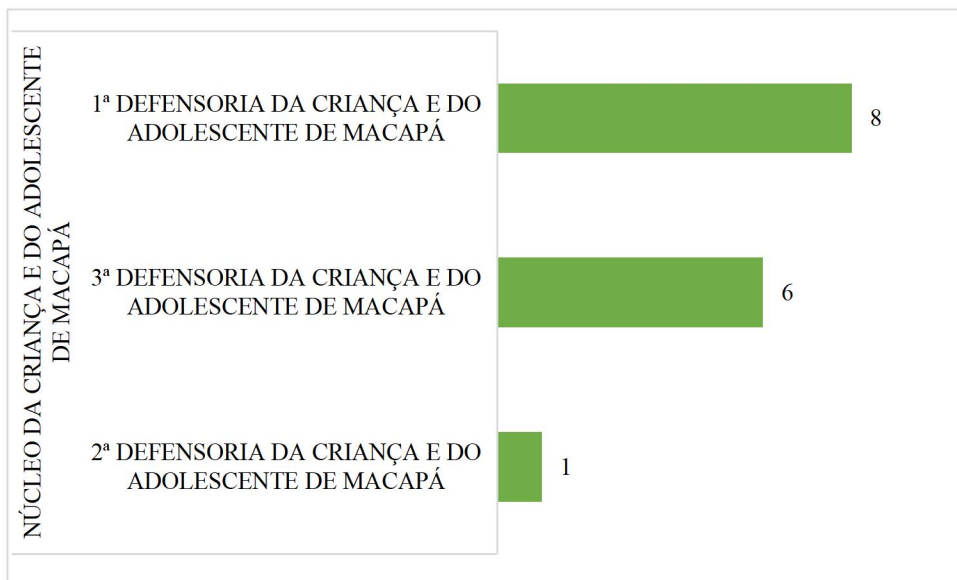 NÚCLEO DA CRIANÇA E DO ADOLESCENTE
DE MACAPÁ
1ª DEFENSORIA DA CRIANÇA E DO
ADOLESCENTE DE MACAPÁ
8
3ª DEFENSORIA DA CRIANÇA E DO
ADOLESCENTE DE MACAPÁ
6
2ª DEFENSORIA DA CRIANÇA E DO
ADOLESCENTE DE MACAPÁ
1